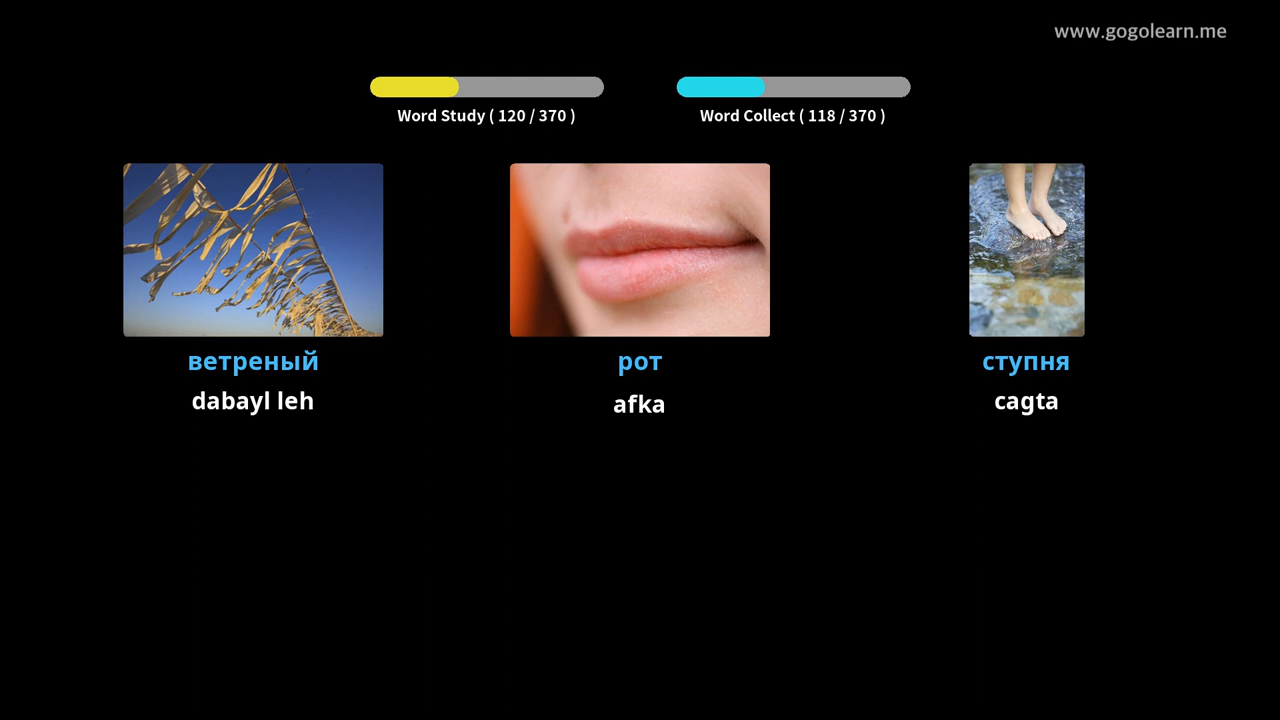 www.gogolearn.me
Word Study ( 120 / 370 )
Word Collect ( 118 / 370 )
ветреный
dabayl leh
рот
afka
ступня
cagta